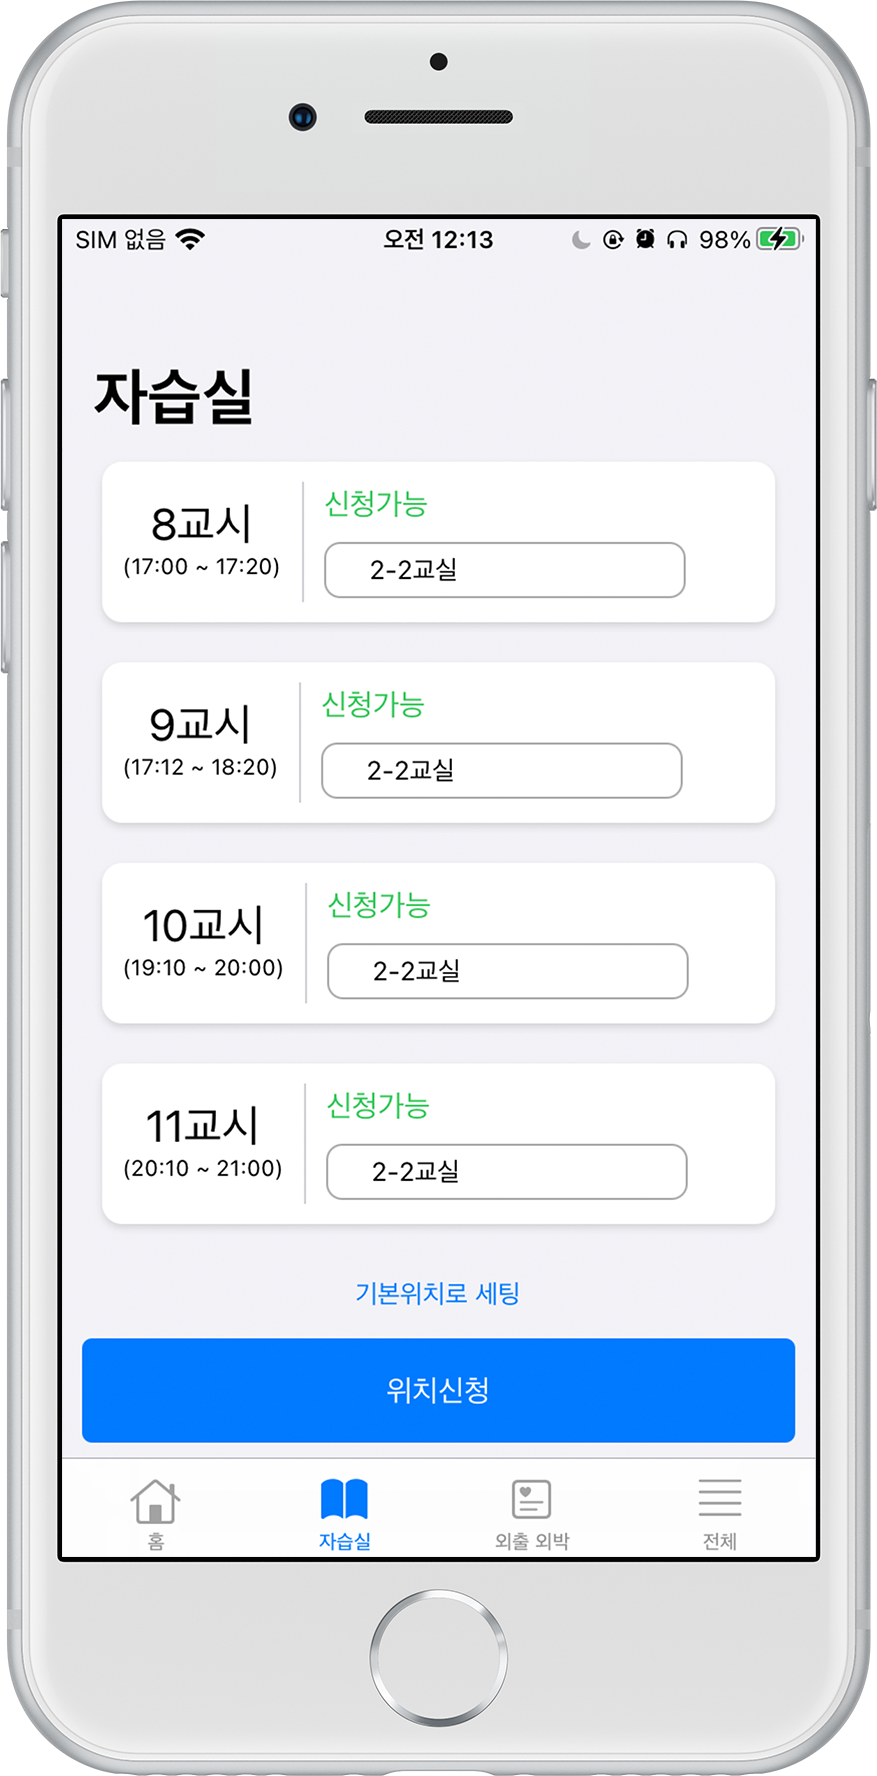 SIM 없음 오전 12:13 98%
자습실
8교시
(17:00 ~ 17:20)
신청가능
2-2교실
9교시
(17:12 ~ 18:20)
신청가능
2-2교실
10교시
(19:10 ~ 20:00)
신청가능
2-2교실
11교시
(20:10 ~ 21:00)
신청가능
2-2교실
기본위치로 세팅
위치신청
홈 자습실 외출 외박 전체